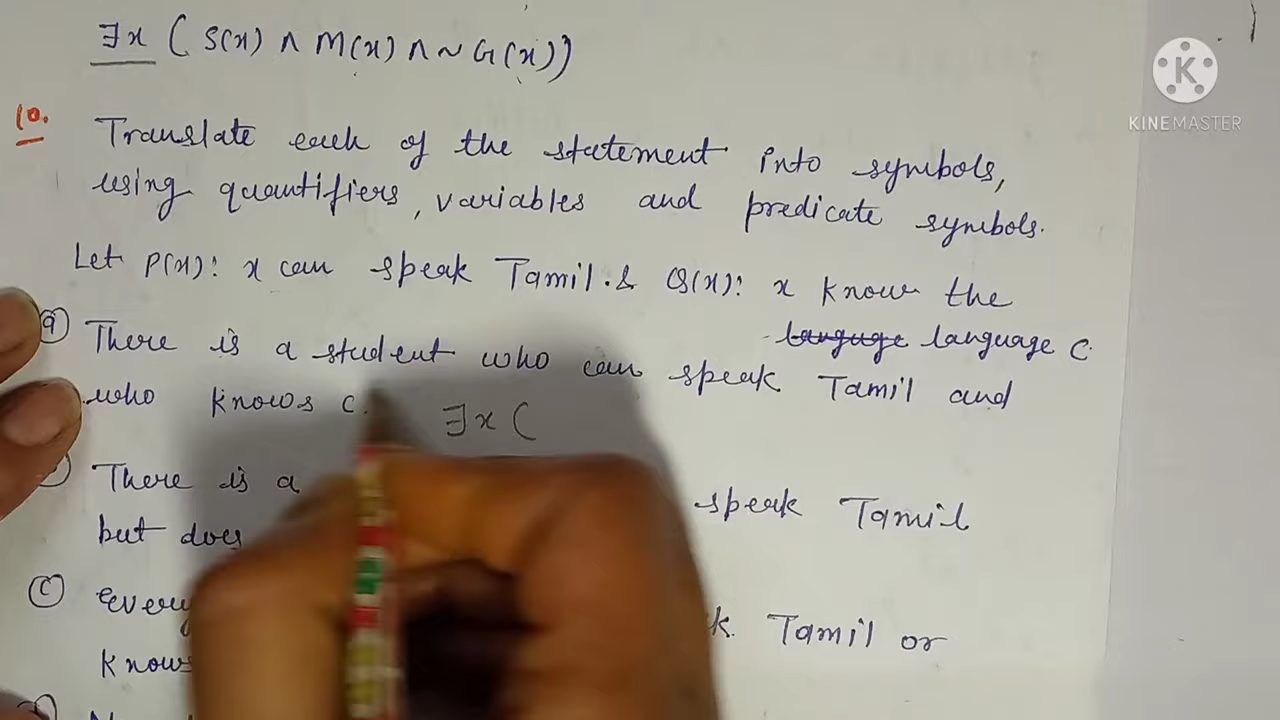 ∃x ( S(x) ∧ M(x) ∧ ~ G(x))
KINEMASTER
10. Translate each of the statement into symbols,
using quantifiers, variables and predicate symbols.
Let P(x): x can speak Tamil. & Q(x): x know the
language C.
(a) There is a student who can speak Tamil and
who knows C. ∃x (
There is a speak Tamil
but does
(c) Every Tamil or
knows